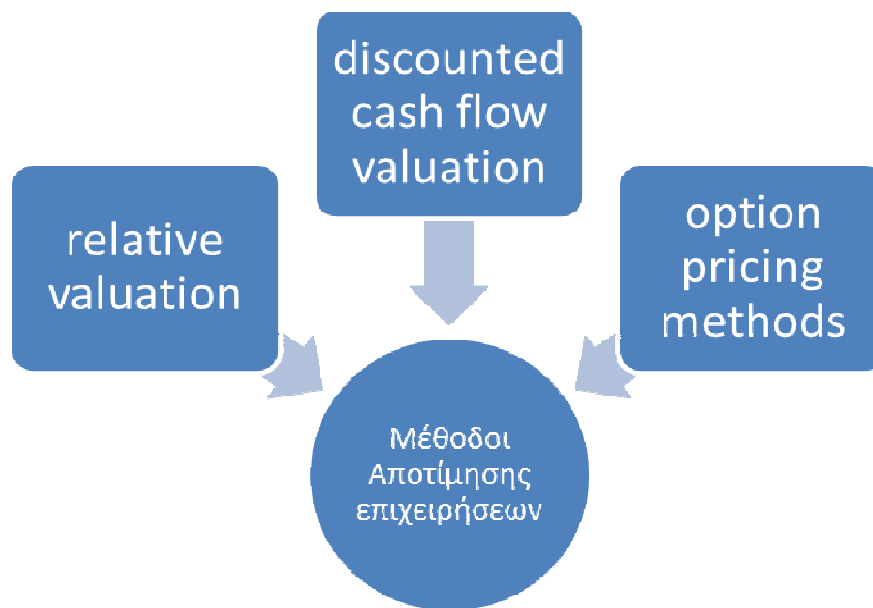 discounted
cash flow
valuation
relative
valuation
option
pricing
methods
Μέθοδοι
Αποτίμησης
επιχειρήσεων